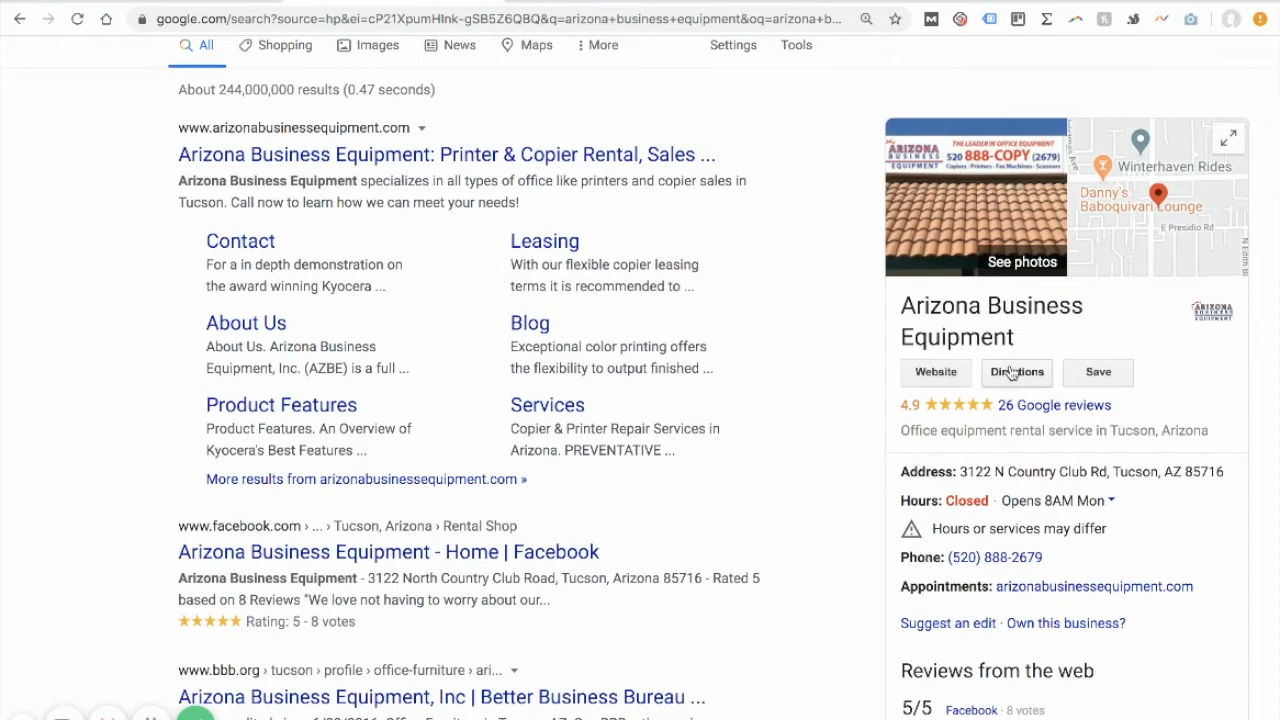 google.com/search?source=hp&ei=cP21XpumHInk-gSB5Z6QBQ&q=arizona+business+equipment&oq=arizona+b...
All
Shopping
Images
News
Maps
More
Settings
Tools
About 244,000,000 results (0.47 seconds)
www.arizonabusinessequipment.com
Arizona Business Equipment: Printer & Copier Rental, Sales ...
Arizona Business Equipment specializes in all types of office like printers and copier sales in
Tucson. Call now to learn how we can meet your needs!
Contact
For a in depth demonstration on
the award winning Kyocera ...
Leasing
With our flexible copier leasing
terms it is recommended to ...
About Us
About Us. Arizona Business
Equipment, Inc. (AZBE) is a full ...
Blog
Exceptional color printing offers
the flexibility to output finished ...
Product Features
Product Features. An Overview of
Kyocera's Best Features ...
Services
Copier & Printer Repair Services in
Arizona. PREVENTATIVE ...
More results from arizonabusinessequipment.com »
www.facebook.com › ... › Tucson, Arizona › Rental Shop
Arizona Business Equipment - Home | Facebook
Arizona Business Equipment - 3122 North Country Club Road, Tucson, Arizona 85716 - Rated 5
based on 8 Reviews "We love not having to worry about our...
Rating: 5 - 8 votes
www.bbb.org › tucson › profile › office-furniture › ari...
Arizona Business Equipment, Inc | Better Business Bureau ...
ARIZONA
BUSINESS
EQUIPMENT
THE LEADER IN OFFICE EQUIPMENT
520 888-COPY (2679)
Copiers - Printers - Fax Machines - Scanners
See photos
Winterhaven Rides
Danny's
Baboquivari Lounge
E Presidio Rd
Arizona Business
Equipment
ARIZONA
BUSINESS
EQUIPMENT
Website
Directions
Save
4.9
26 Google reviews
Office equipment rental service in Tucson, Arizona
Address: 3122 N Country Club Rd, Tucson, AZ 85716
Hours: Closed · Opens 8AM Mon
Hours or services may differ
Phone: (520) 888-2679
Appointments: arizonabusinessequipment.com
Suggest an edit · Own this business?
Reviews from the web
5/5 Facebook · 8 votes